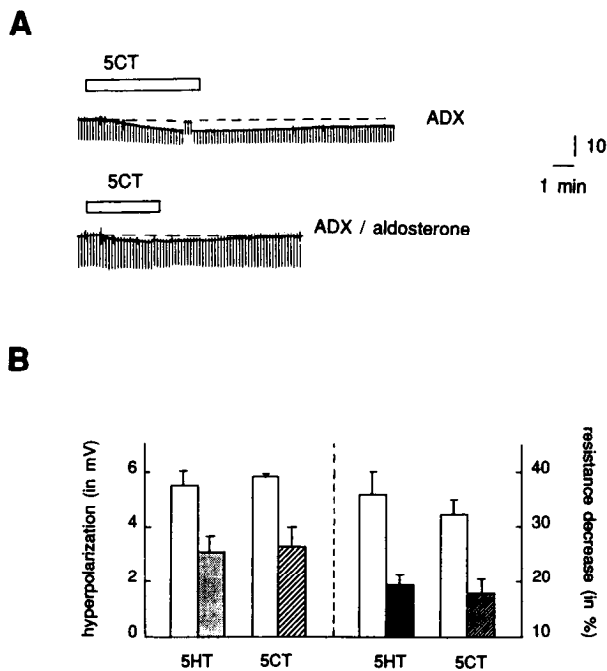 A
5CT
ADX
10
1 min
5CT
ADX / aldosterone
B
hyperpolarization (in mV)
6
4
2
0
40
30
20
10
resistance decrease (in %)
5HT 5CT 5HT 5CT